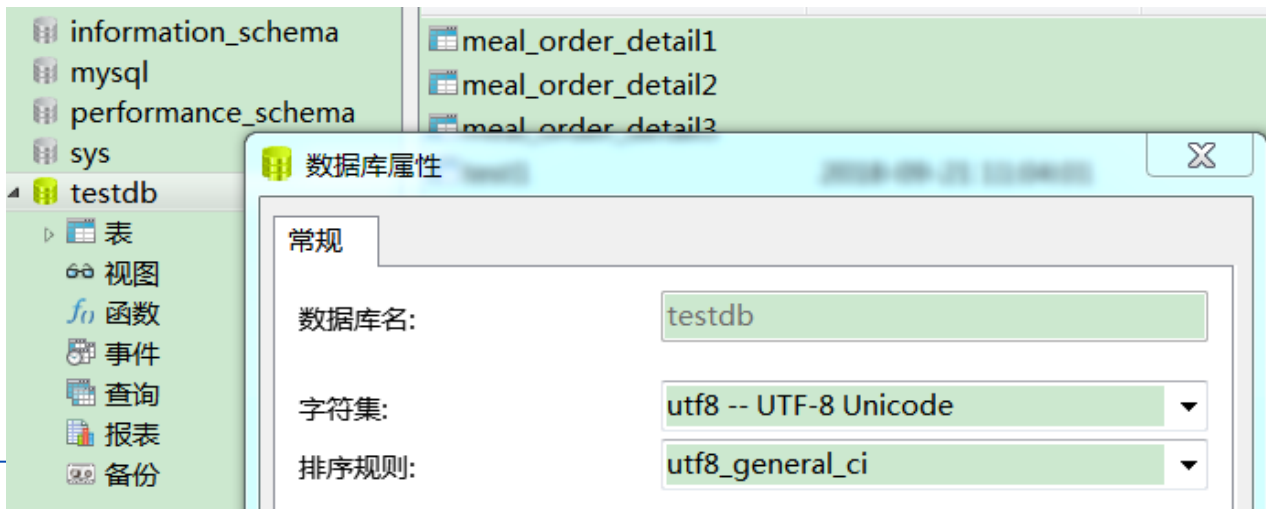 information_schema
mysql
performance_schema
sys
testdb
表
视图
函数
事件
查询
报表
备份
meal_order_detail1
meal_order_detail2
meal_order_detail3
数据库属性
常规
数据库名:
testdb
字符集:
utf8 -- UTF-8 Unicode
排序规则:
utf8_general_ci